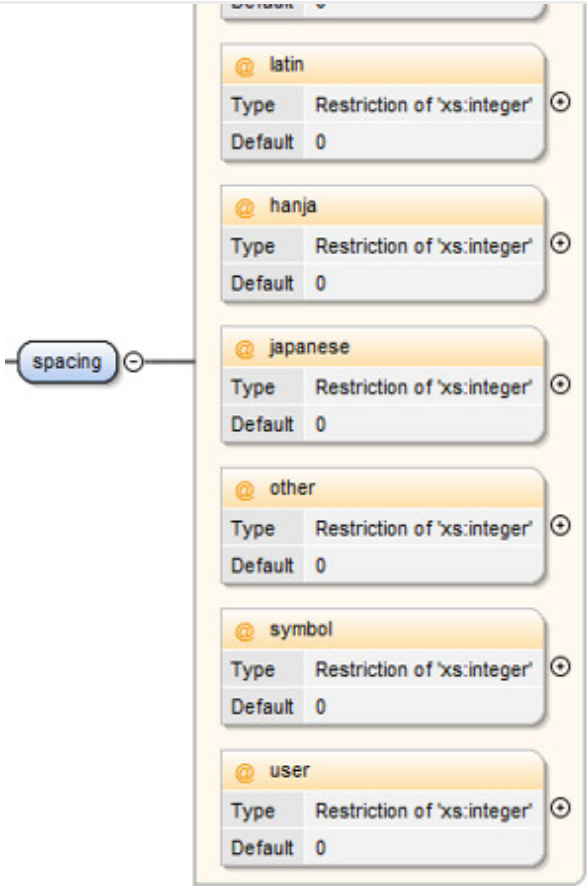 @ latin
Type Restriction of 'xs:integer'
Default 0
@ hanja
Type Restriction of 'xs:integer'
Default 0
spacing
@ japanese
Type Restriction of 'xs:integer'
Default 0
@ other
Type Restriction of 'xs:integer'
Default 0
@ symbol
Type Restriction of 'xs:integer'
Default 0
@ user
Type Restriction of 'xs:integer'
Default 0